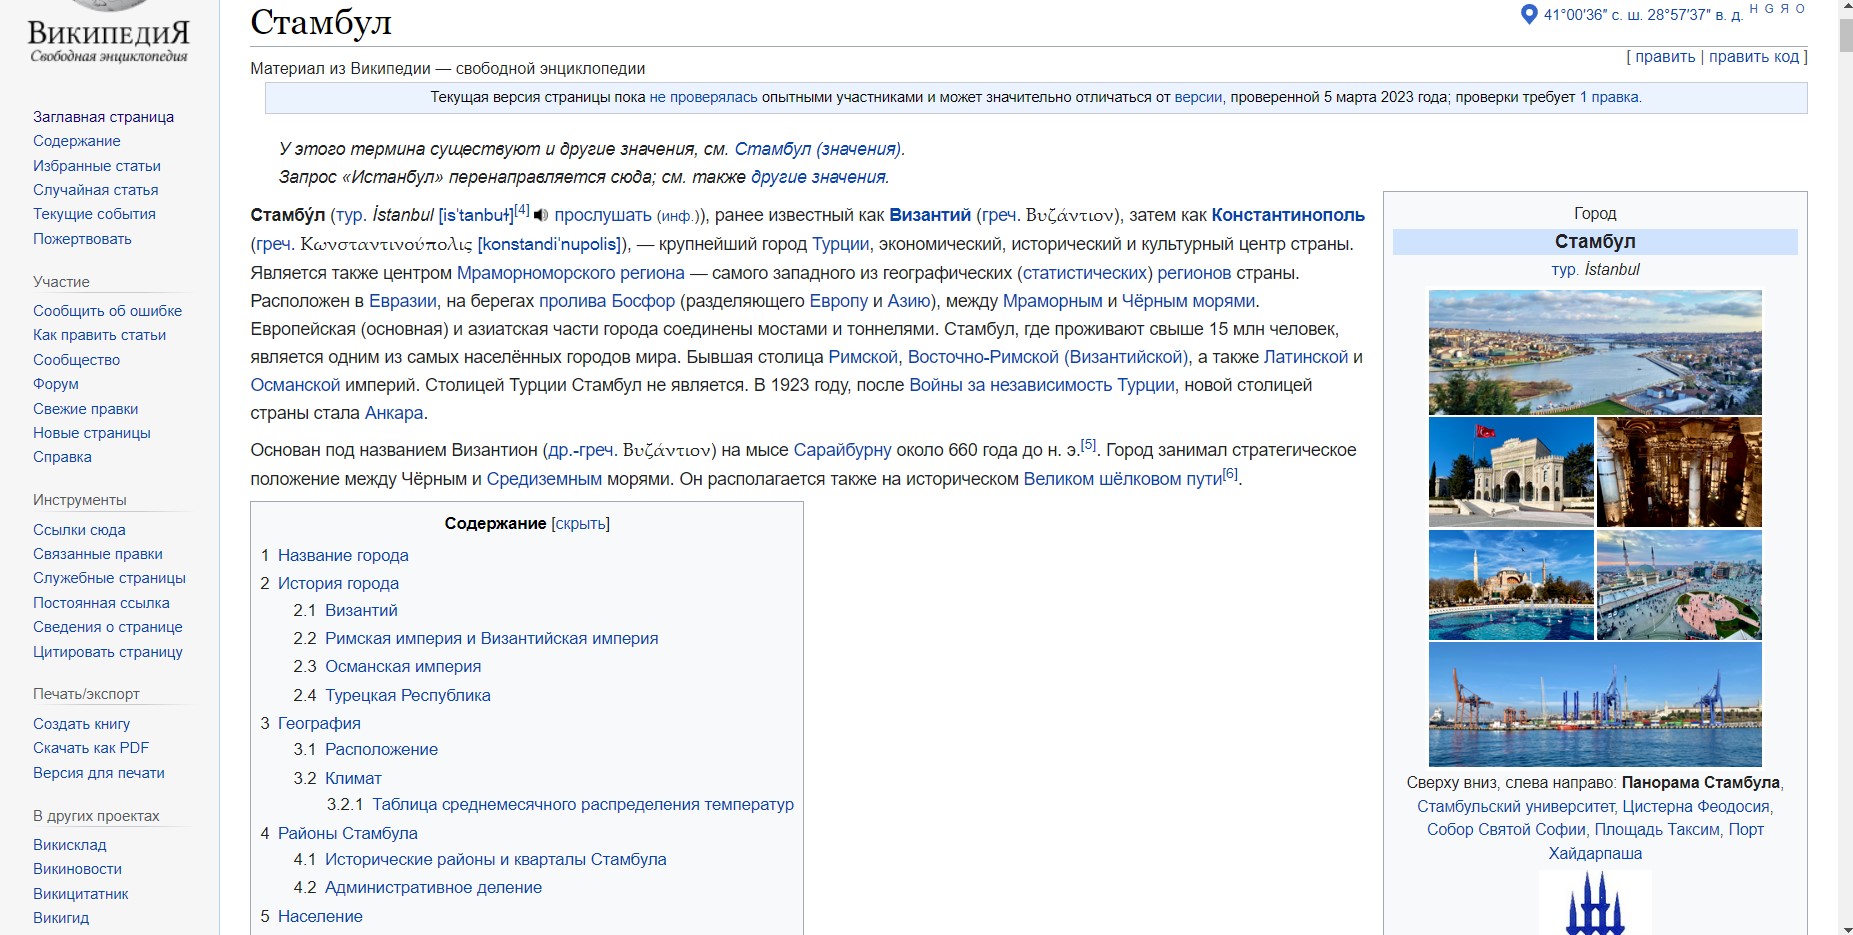 ВикипедиЯ
Свободная энциклопедия
Заглавная страница
Содержание
Избранные статьи
Случайная статья
Текущие события
Пожертвовать
Участие
Сообщить об ошибке
Как править статьи
Сообщество
Форум
Свежие правки
Новые страницы
Справка
Инструменты
Ссылки сюда
Связанные правки
Служебные страницы
Постоянная ссылка
Сведения о странице
Цитировать страницу
Печать/экспорт
Создать книгу
Скачать как PDF
Версия для печати
В других проектах
Викисклад
Викиновости
Викицитатник
Викигид
Стамбул
41°00′36″ с. ш. 28°57′37″ в. д. H G Я O
[ править | править код ]
Материал из Википедии — свободной энциклопедии
Текущая версия страницы пока не проверялась опытными участниками и может значительно отличаться от версии, проверенной 5 марта 2023 года; проверки требует 1 правка.
У этого термина существуют и другие значения, см. Стамбул (значения).
Запрос «Истанбул» перенаправляется сюда; см. также другие значения.
Стамбу́л (тур. İstanbul [is'tanbuɫ][4] прослушать (инф.)), ранее известный как Византий (греч. Βυζάντιον), затем как Константинополь
(греч. Κωνσταντινούπολις [konstandi'nupolis]), — крупнейший город Турции, экономический, исторический и культурный центр страны.
Является также центром Мраморноморского региона — самого западного из географических (статистических) регионов страны.
Расположен в Евразии, на берегах пролива Босфор (разделяющего Европу и Азию), между Мраморным и Чёрным морями.
Европейская (основная) и азиатская части города соединены мостами и тоннелями. Стамбул, где проживают свыше 15 млн человек,
является одним из самых населённых городов мира. Бывшая столица Римской, Восточно-Римской (Византийской), а также Латинской и
Османской империй. Столицей Турции Стамбул не является. В 1923 году, после Войны за независимость Турции, новой столицей
страны стала Анкара.
Основан под названием Византион (др.-греч. Βυζάντιον) на мысе Сарайбурну около 660 года до н. э.[5]. Город занимал стратегическое
положение между Чёрным и Средиземным морями. Он располагается также на историческом Великом шёлковом пути[6].
Содержание [скрыть]
1 Название города
2 История города
2.1 Византий
2.2 Римская империя и Византийская империя
2.3 Османская империя
2.4 Турецкая Республика
3 География
3.1 Расположение
3.2 Климат
3.2.1 Таблица среднемесячного распределения температур
4 Районы Стамбула
4.1 Исторические районы и кварталы Стамбула
4.2 Административное деление
5 Население
Город
Стамбул
тур. İstanbul
Сверху вниз, слева направо: Панорама Стамбула,
Стамбульский университет, Цистерна Феодосия,
Собор Святой Софии, Площадь Таксим, Порт
Хайдарпаша